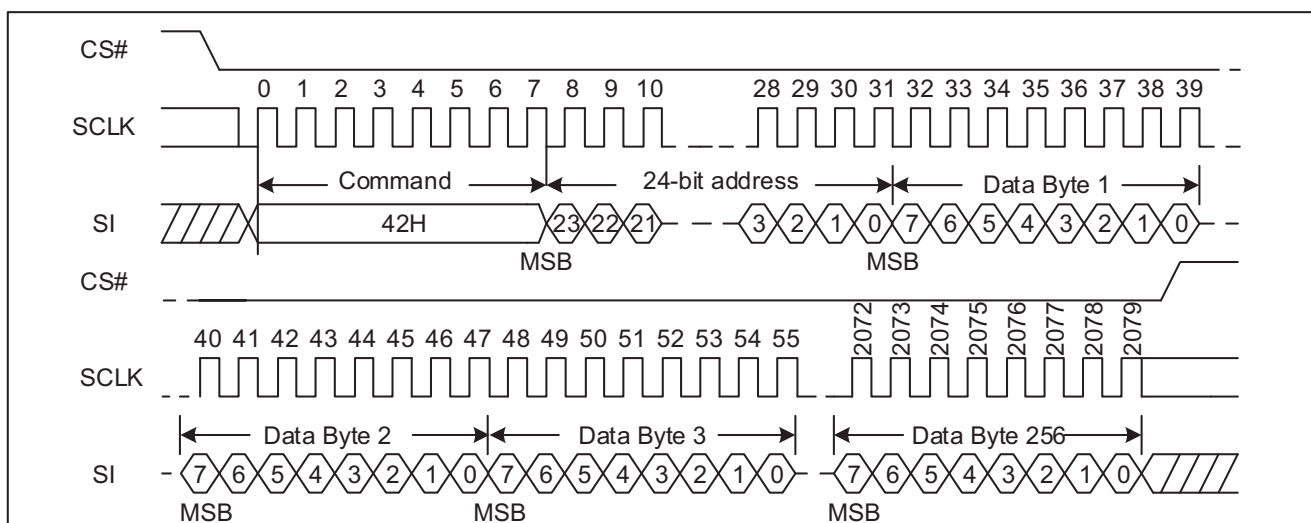 CS#
0 1 2 3 4 5 6 7 8 9 10 28 29 30 31 32 33 34 35 36 37 38 39
SCLK
Command 24-bit address Data Byte 1
SI 42H 23 22 21 3 2 1 0 7 6 5 4 3 2 1 0
MSB MSB
CS#
40 41 42 43 44 45 46 47 48 49 50 51 52 53 54 55 2072 2073 2074 2075 2076 2077 2078 2079
SCLK
Data Byte 2 Data Byte 3 Data Byte 256
SI 7 6 5 4 3 2 1 0 7 6 5 4 3 2 1 0 7 6 5 4 3 2 1 0
MSB MSB MSB